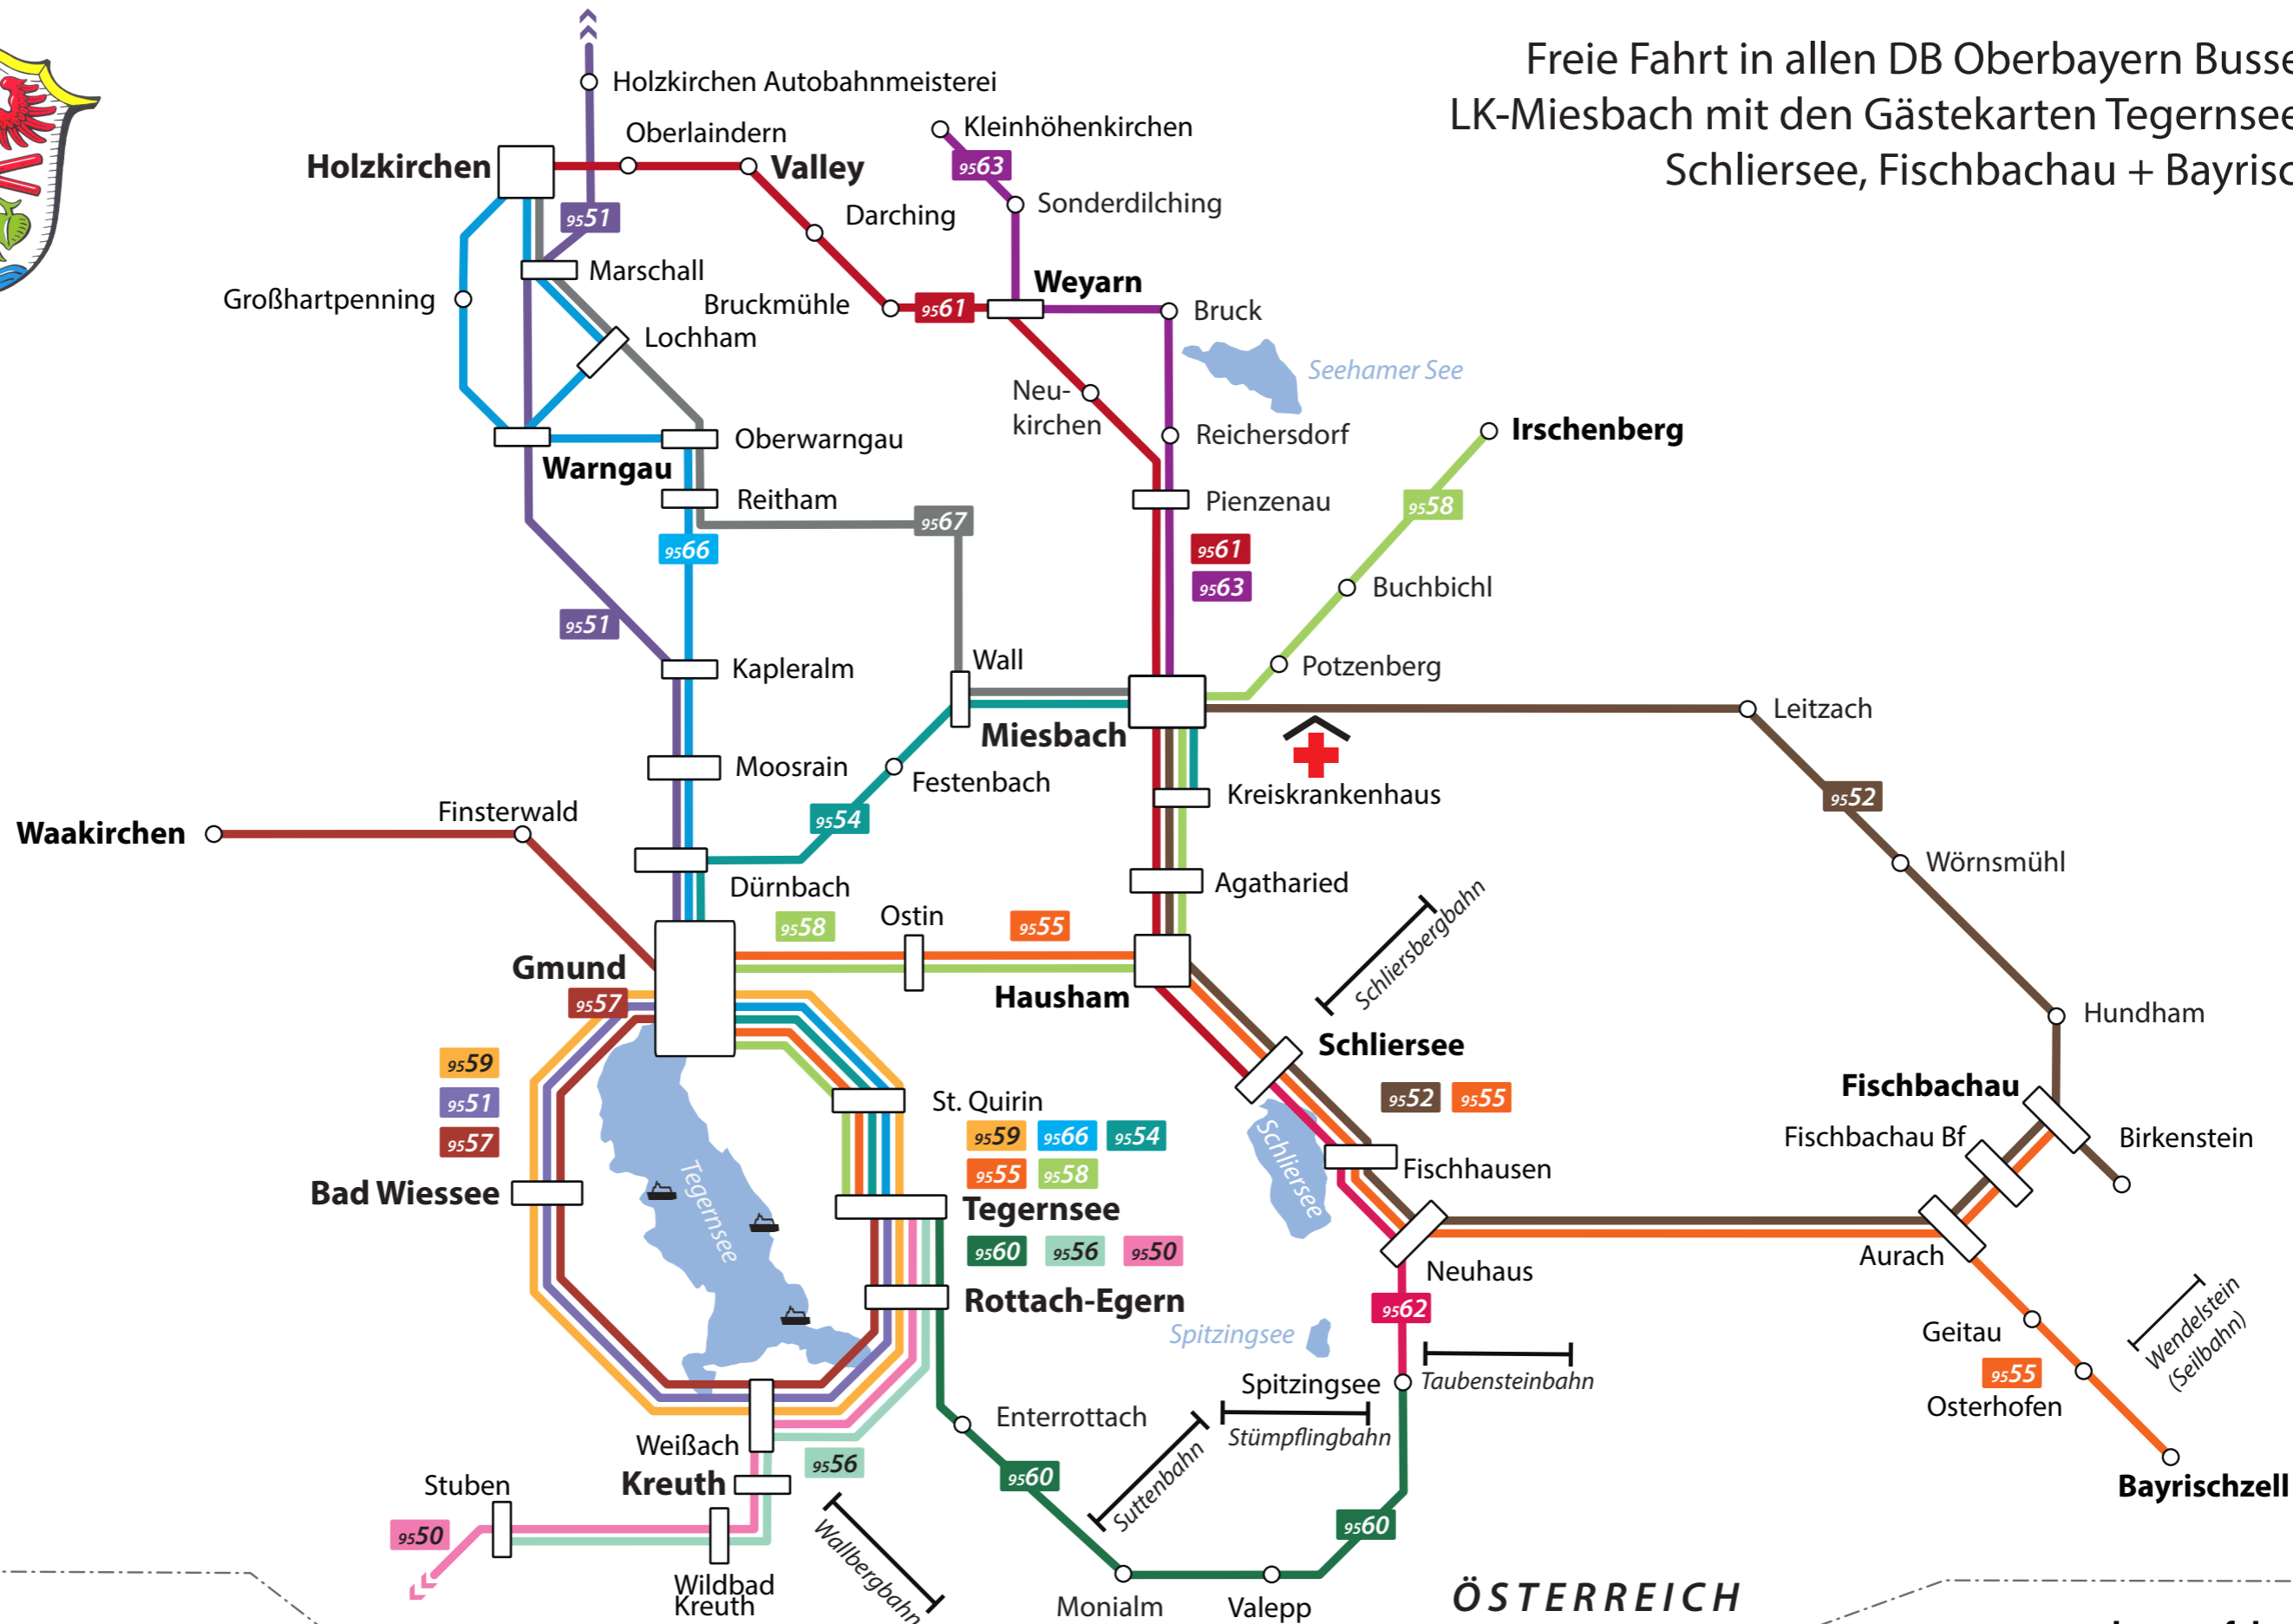 Freie Fahrt in allen DB Oberbayern Busse
LK-Miesbach mit den Gästekarten Tegernsee
Schliersee, Fischbachau + Bayrisc
Holzkirchen Autobahnmeisterei
Oberlaindern
Kleinhöhenkirchen
Holzkirchen
Valley
9563
9551
Darching
Sonderdilching
Marschall
Weyarn
Großhartpenning
Bruckmühle
9561
Bruck
Lochham
Seehamer See
Neu-
kirchen
Oberwarngau
Reichersdorf
Irschenberg
Warngau
Reitham
Pienzenau
9558
9567
9566
9561
9563
Buchbichl
9551
Kapleralm
Wall
Potzenberg
Leitzach
Miesbach
Moosrain
Festenbach
Kreiskrankenhaus
9552
Waakirchen
Finsterwald
9554
Wörnsmühl
Dürnbach
Agatharied
9558
Ostin
9555
Schliersbergbahn
Gmund
9557
Hausham
Hundham
Schliersee
9559
9551
9557
St. Quirin
9552 9555
Fischbachau
9559 9566 9554
9555 9558
Schliersee
Fischbachau Bf
Birkenstein
Fischhausen
Bad Wiessee
Tegernsee
Tegernsee
9560 9556 9550
Neuhaus
Aurach
Rottach-Egern
9562
Spitzingsee
Geitau
Wendelstein
(Seilbahn)
Spitzingsee
Taubensteinbahn
9555
Osterhofen
Enterrottach
Stümpflingbahn
Weißach
9556
Suttenbahn
Kreuth
9560
Stuben
Bayrischzell
9550
9560
Wallbergbahn
Wildbad
Kreuth
Monialm
Valepp
ÖSTERREICH